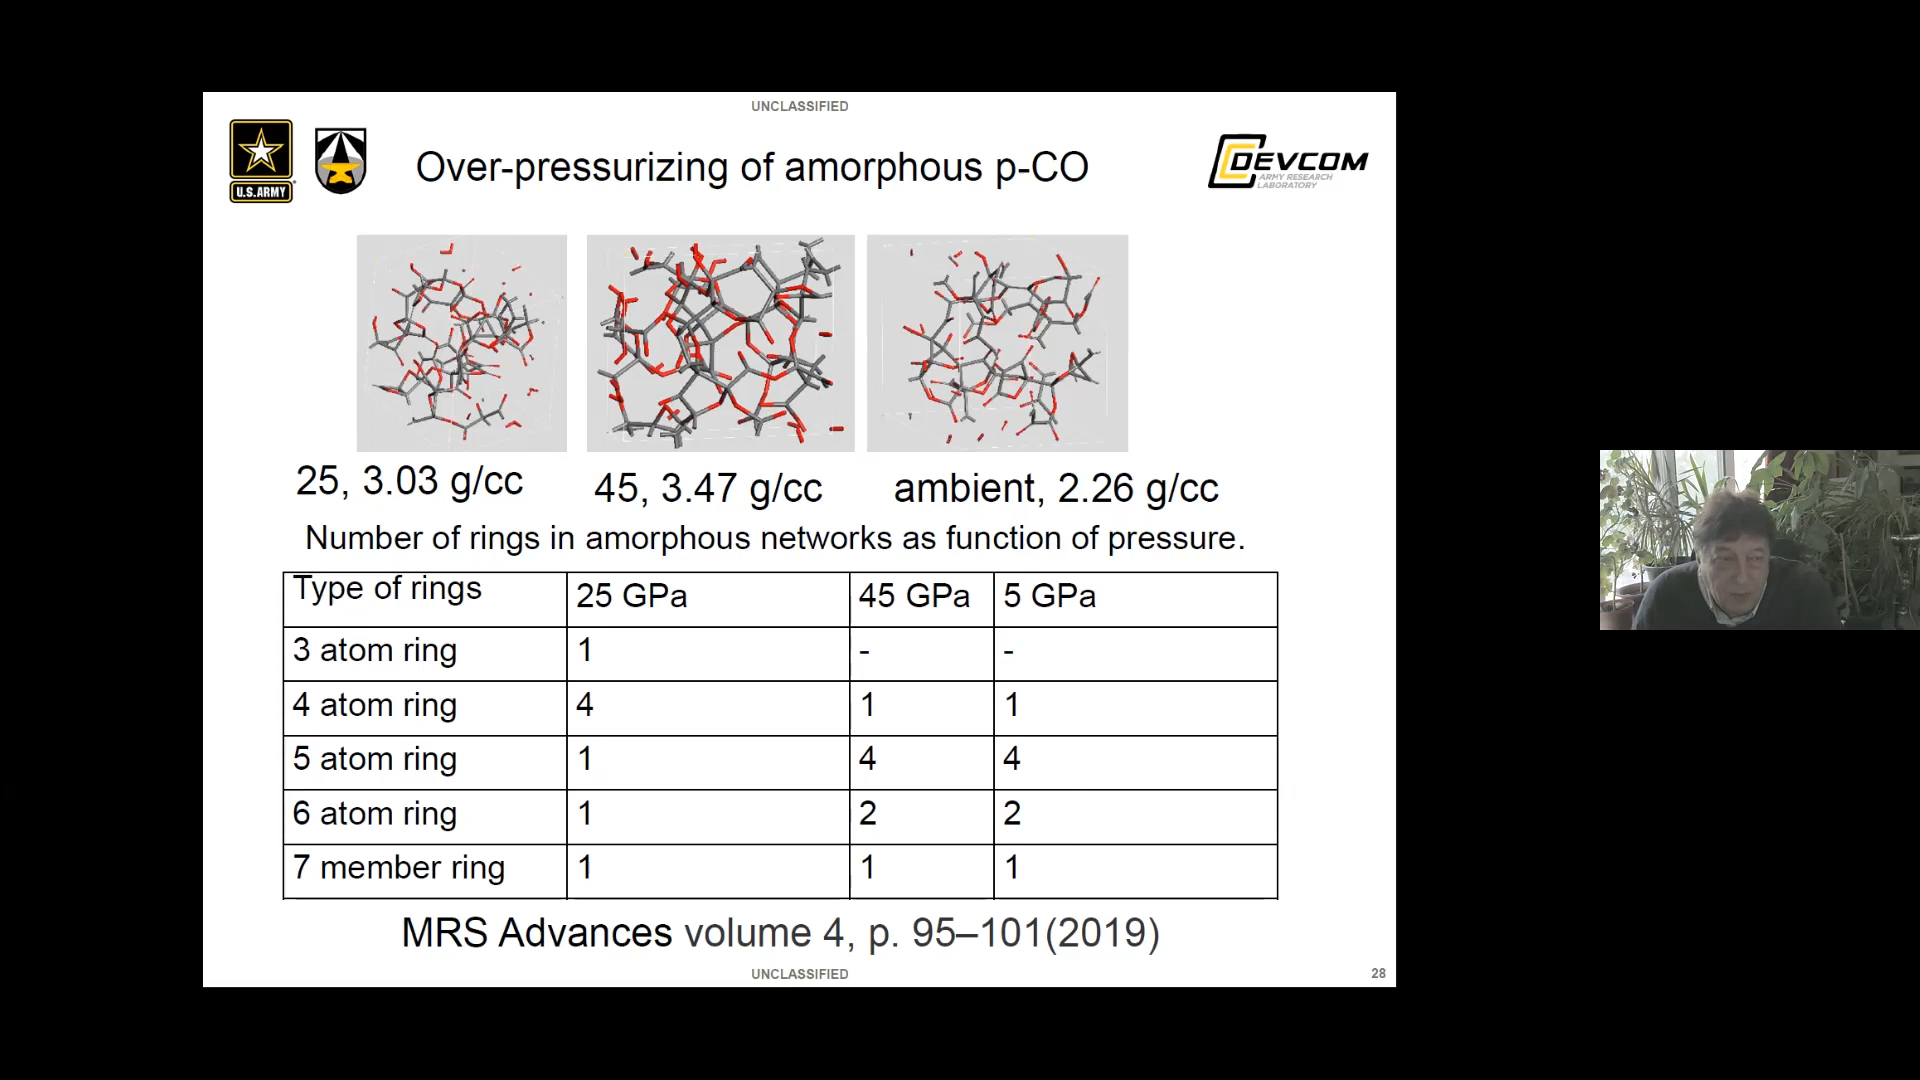 UNCLASSIFIED
U.S.ARMY
Over-pressurizing of amorphous p-CO
DEVCOM
ARMY RESEARCH
LABORATORY
25, 3.03 g/cc
45, 3.47 g/cc
ambient, 2.26 g/cc
Number of rings in amorphous networks as function of pressure.
Type of rings 25 GPa 45 GPa 5 GPa
3 atom ring 1 - -
4 atom ring 4 1 1
5 atom ring 1 4 4
6 atom ring 1 2 2
7 member ring 1 1 1
MRS Advances volume 4, p. 95–101(2019)
UNCLASSIFIED
28